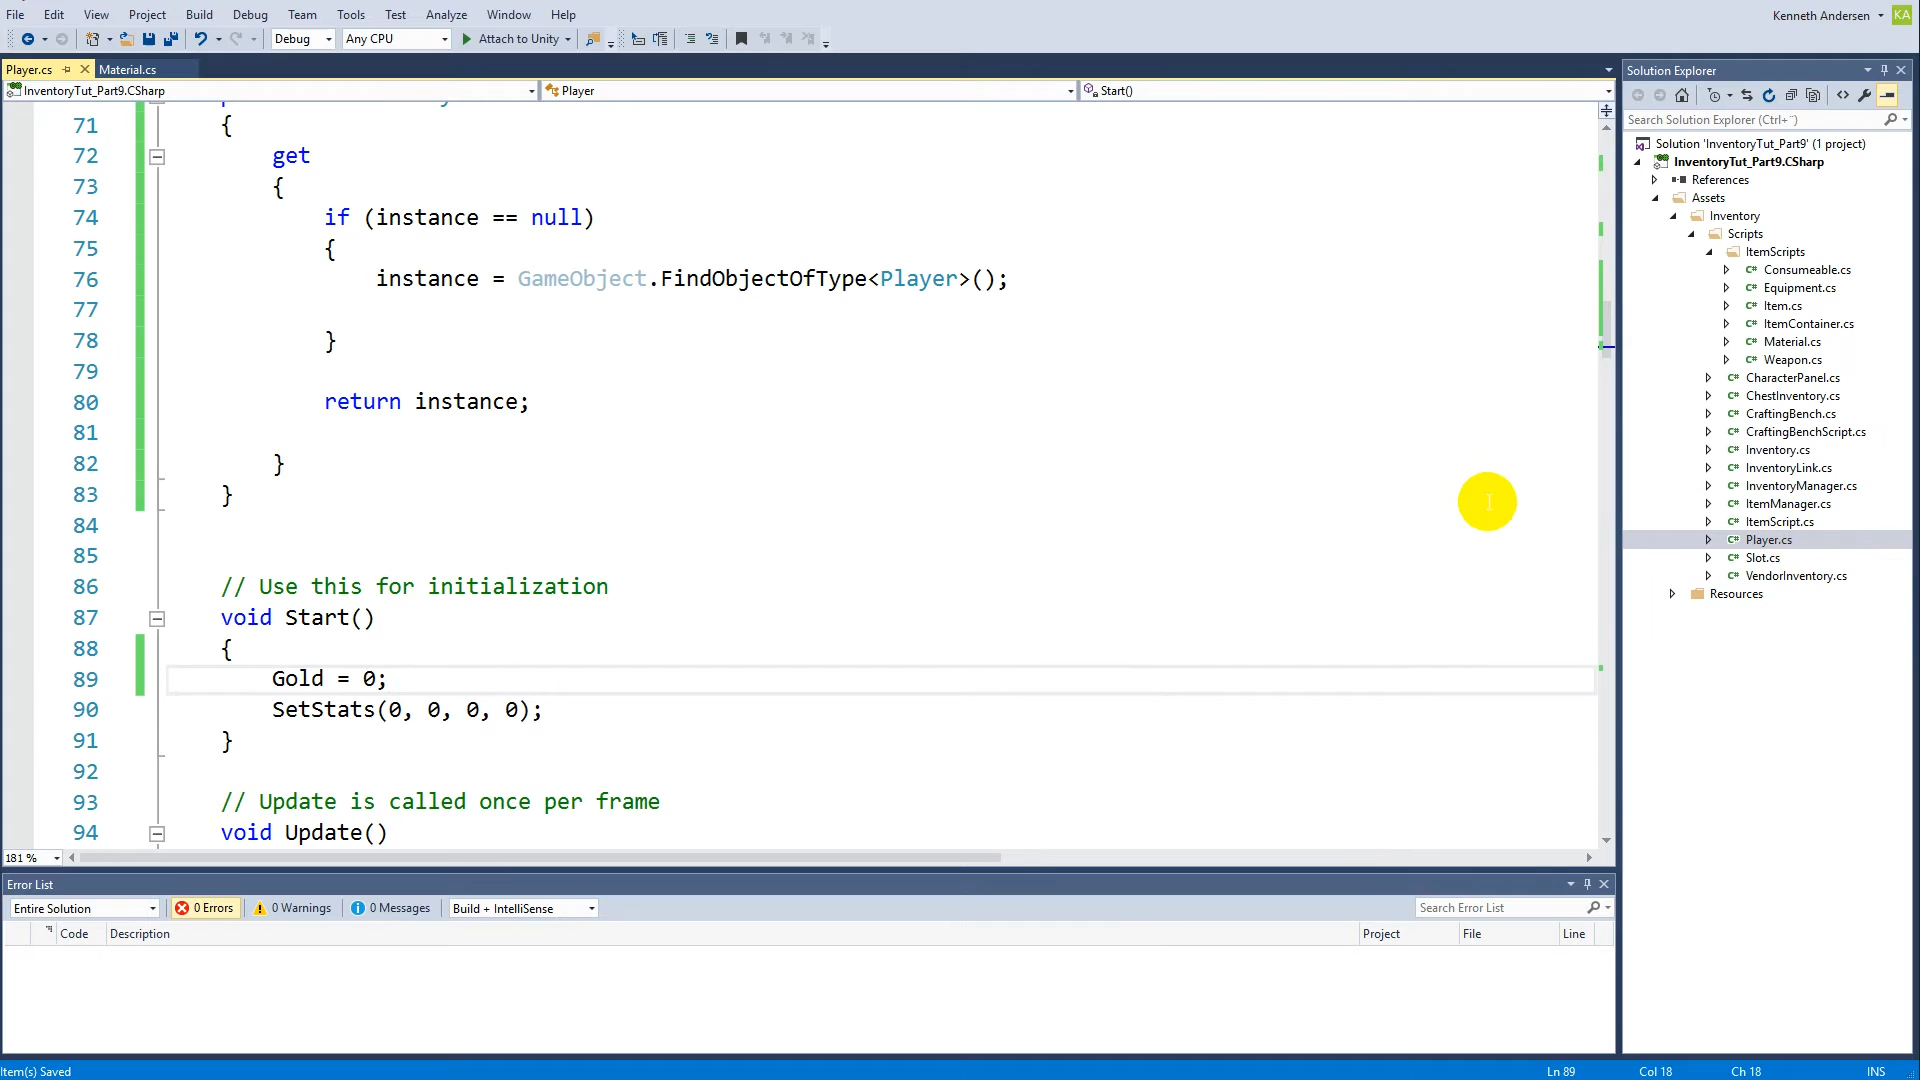 File Edit View Project Build Debug Team Tools Test Analyze Window Help
Kenneth Andersen KA
Debug Any CPU Attach to Unity
Player.cs Material.cs
InventoryTut_Part9.CSharp Player Start()
71 {
72 get
73 {
74 if (instance == null)
75 {
76 instance = GameObject.FindObjectOfType<Player>();
77
78 }
79
80 return instance;
81
82 }
83 }
84
85
86 // Use this for initialization
87 void Start()
88 {
89 Gold = 0;
90 SetStats(0, 0, 0, 0);
91 }
92
93 // Update is called once per frame
94 void Update()
181 %
Solution Explorer
Search Solution Explorer (Ctrl+¨)
Solution 'InventoryTut_Part9' (1 project)
InventoryTut_Part9.CSharp
References
Assets
Inventory
Scripts
ItemScripts
C# Consumeable.cs
C# Equipment.cs
C# Item.cs
C# ItemContainer.cs
C# Material.cs
C# Weapon.cs
C# CharacterPanel.cs
C# ChestInventory.cs
C# CraftingBench.cs
C# CraftingBenchScript.cs
C# Inventory.cs
C# InventoryLink.cs
C# InventoryManager.cs
C# ItemManager.cs
C# ItemScript.cs
C# Player.cs
C# Slot.cs
C# VendorInventory.cs
Resources
Error List
Entire Solution 0 Errors 0 Warnings 0 Messages Build + IntelliSense Search Error List
Code Description Project File Line
Item(s) Saved Ln 89 Col 18 Ch 18 INS